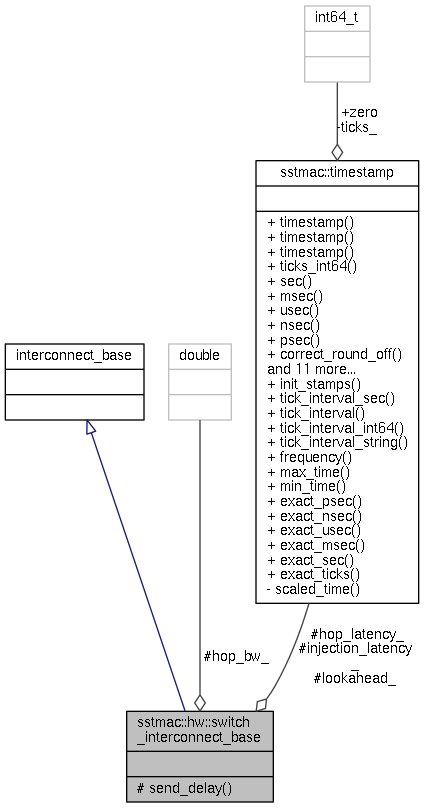 int64_t
+zero
-ticks_
sstmac::timestamp
+ timestamp()
+ timestamp()
+ timestamp()
+ ticks_int64()
+ sec()
+ msec()
+ usec()
+ nsec()
+ psec()
+ correct_round_off()
and 11 more...
+ init_stamps()
+ tick_interval_sec()
+ tick_interval()
+ tick_interval_int64()
+ tick_interval_string()
+ frequency()
+ max_time()
+ min_time()
+ exact_psec()
+ exact_nsec()
+ exact_usec()
+ exact_msec()
+ exact_sec()
+ exact_ticks()
- scaled_time()
interconnect_base
double
#hop_bw_
#hop_latency_
#injection_latency
_
#lookahead_
sstmac::hw::switch
_interconnect_base
# send_delay()